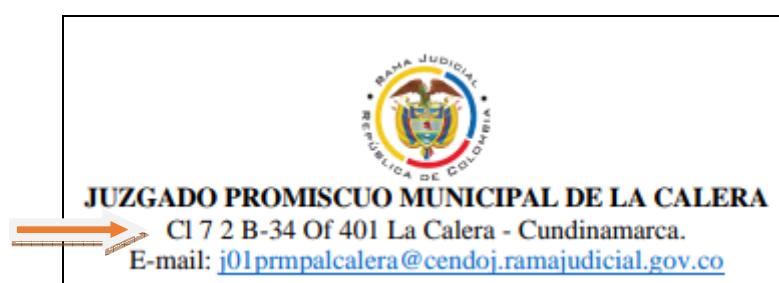 RAMA JUDICIAL
REPÚBLICA DE COLOMBIA
JUZGADO PROMISCUO MUNICIPAL DE LA CALERA
Cl 7 2 B-34 Of 401 La Calera - Cundinamarca.
E-mail: j01prmpalcalera@cendoj.ramajudicial.gov.co